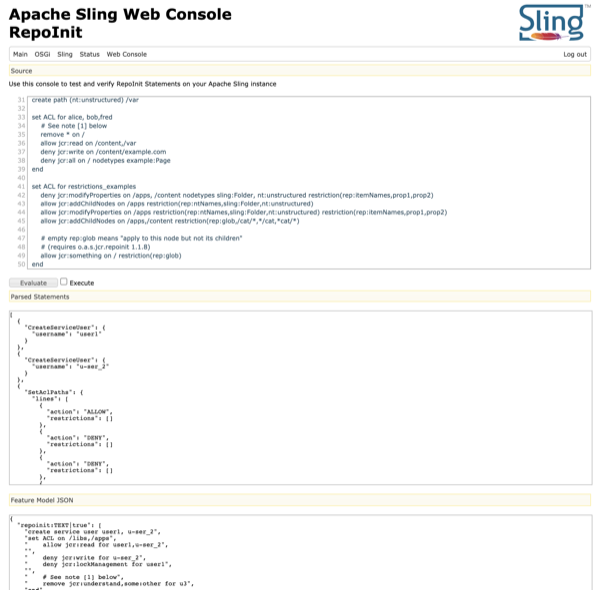 Apache Sling Web Console
RepoInit
Sling
TM
Main OSGi Sling Status Web Console
Log out
Source
Use this console to test and verify RepoInit Statements on your Apache Sling instance
31 create path (nt:unstructured) /var
32
33 set ACL for alice, bob,fred
34 # See note [1] below
35 remove * on /
36 allow jcr:read on /content,/var
37 deny jcr:write on /content/example.com
38 deny jcr:all on / nodetypes example:Page
39 end
40
41 set ACL for restrictions_examples
42 deny jcr:modifyProperties on /apps, /content nodetypes sling:Folder, nt:unstructured restriction(rep:itemNames,prop1,prop2)
43 allow jcr:addChildNodes on /apps restriction(rep:ntNames,sling:Folder,nt:unstructured)
44 allow jcr:modifyProperties on /apps restriction(rep:ntNames,sling:Folder,nt:unstructured) restriction(rep:itemNames,prop1,prop2)
45 allow jcr:addChildNodes on /apps,/content restriction(rep:glob,/cat/*,*/cat,*cat/*)
46
47 # empty rep:glob means "apply to this node but not its children"
48 # (requires o.a.s.jcr.repoinit 1.1.8)
49 allow jcr:something on / restriction(rep:glob)
50 end
Evaluate Execute
Parsed Statements
[
{
"CreateServiceUser": {
"username": "user1"
}
},
{
"CreateServiceUser": {
"username": "u-ser_2"
}
},
{
"SetAclPaths": {
"lines": [
{
"action": "ALLOW",
"restrictions": []
},
{
"action": "DENY",
"restrictions": []
},
{
"action": "DENY",
"restrictions": []
},
Feature Model JSON
{
"repoinit:TEXT|true": [
"create service user user1, u-ser_2",
"set ACL on /libs,/apps",
" allow jcr:read for user1,u-ser_2",
"",
" deny jcr:write for u-ser_2",
" deny jcr:lockManagement for user1",
"",
" # See note [1] below",
" remove jcr:understand,some:other for u3",
"end",